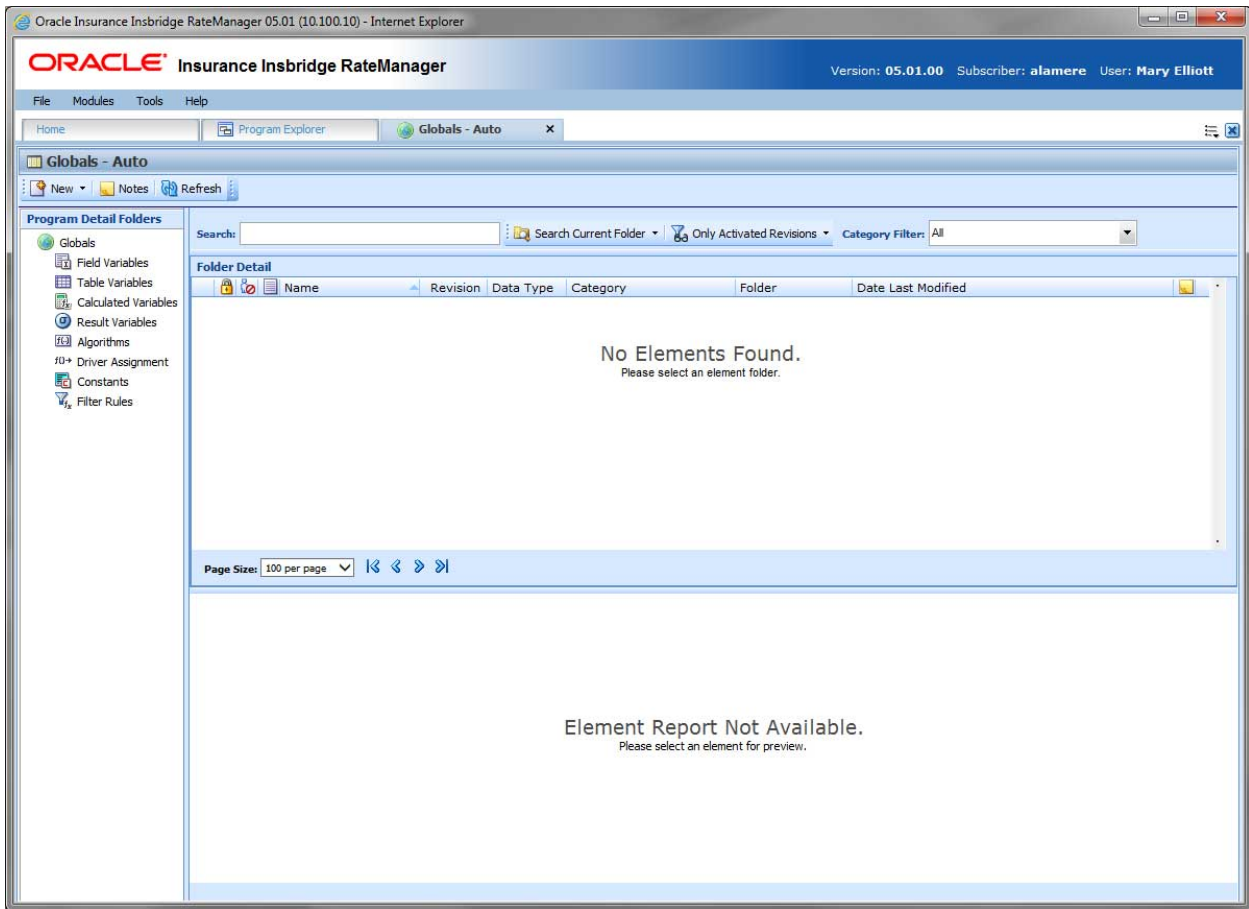 Oracle Insurance Insbridge RateManager 05.01 (10.100.10) - Internet Explorer
ORACLE® Insurance Insbridge RateManager
Version: 05.01.00 Subscriber: alamere User: Mary Elliott
File Modules Tools Help
Home Program Explorer Globals - Auto x
Globals - Auto
New Notes Refresh
Program Detail Folders
Globals
Field Variables
Table Variables
Calculated Variables
Result Variables
Algorithms
Driver Assignment
Constants
Filter Rules
Search: Search Current Folder Only Activated Revisions Category Filter: All
Folder Detail
Name Revision Data Type Category Folder Date Last Modified
No Elements Found.
Please select an element folder.
Page Size: 100 per page
Element Report Not Available.
Please select an element for preview.